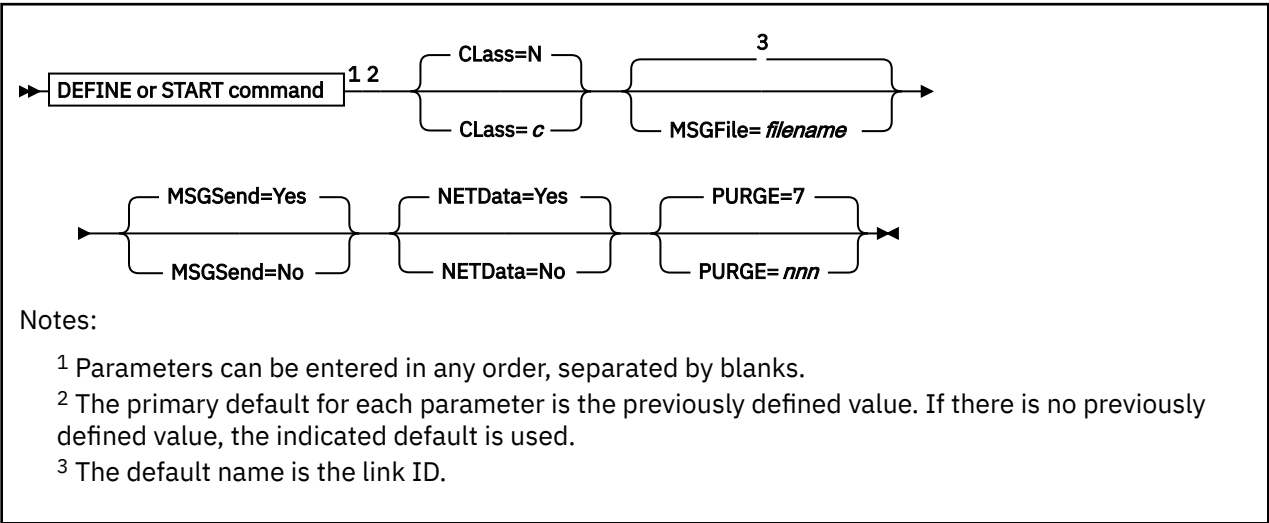 3
CLass=N
DEFINE or START command 1 2
CLass= c
MSGFile= filename
MSGSend=Yes NETData=Yes PURGE=7
MSGSend=No NETData=No PURGE= nnn
Notes:
1 Parameters can be entered in any order, separated by blanks.
2 The primary default for each parameter is the previously defined value. If there is no previously
defined value, the indicated default is used.
3 The default name is the link ID.